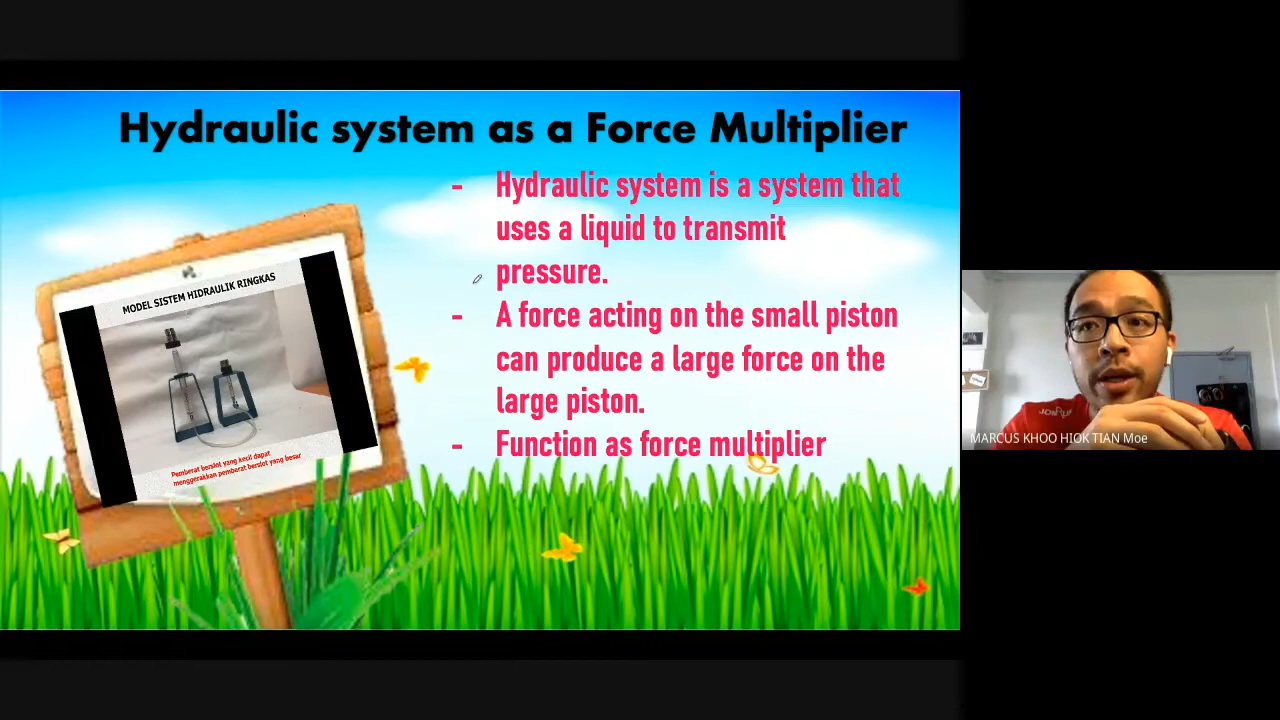 Hydraulic system as a Force Multiplier
- Hydraulic system is a system that
uses a liquid to transmit
pressure.
- A force acting on the small piston
can produce a large force on the
large piston.
- Function as force multiplier
MODEL SISTEM HIDRAULIK RINGKAS
Pemberat berslot yang kecil dapat
menggerakkan pemberat berslot yang besar
MARCUS KHOO HIOK TIAN Moe